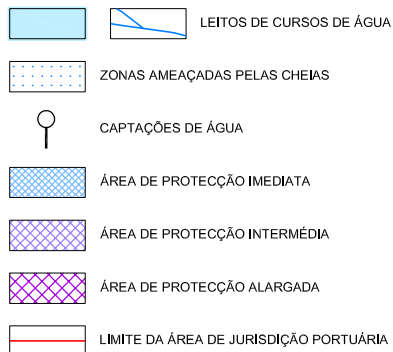 LEITOS DE CURSOS DE ÁGUA
ZONAS AMEAÇADAS PELAS CHEIAS
CAPTAÇÕES DE ÁGUA
ÁREA DE PROTECÇÃO IMEDIATA
ÁREA DE PROTECÇÃO INTERMÉDIA
ÁREA DE PROTECÇÃO ALARGADA
LIMITE DA ÁREA DE JURISDIÇÃO PORTUÁRIA